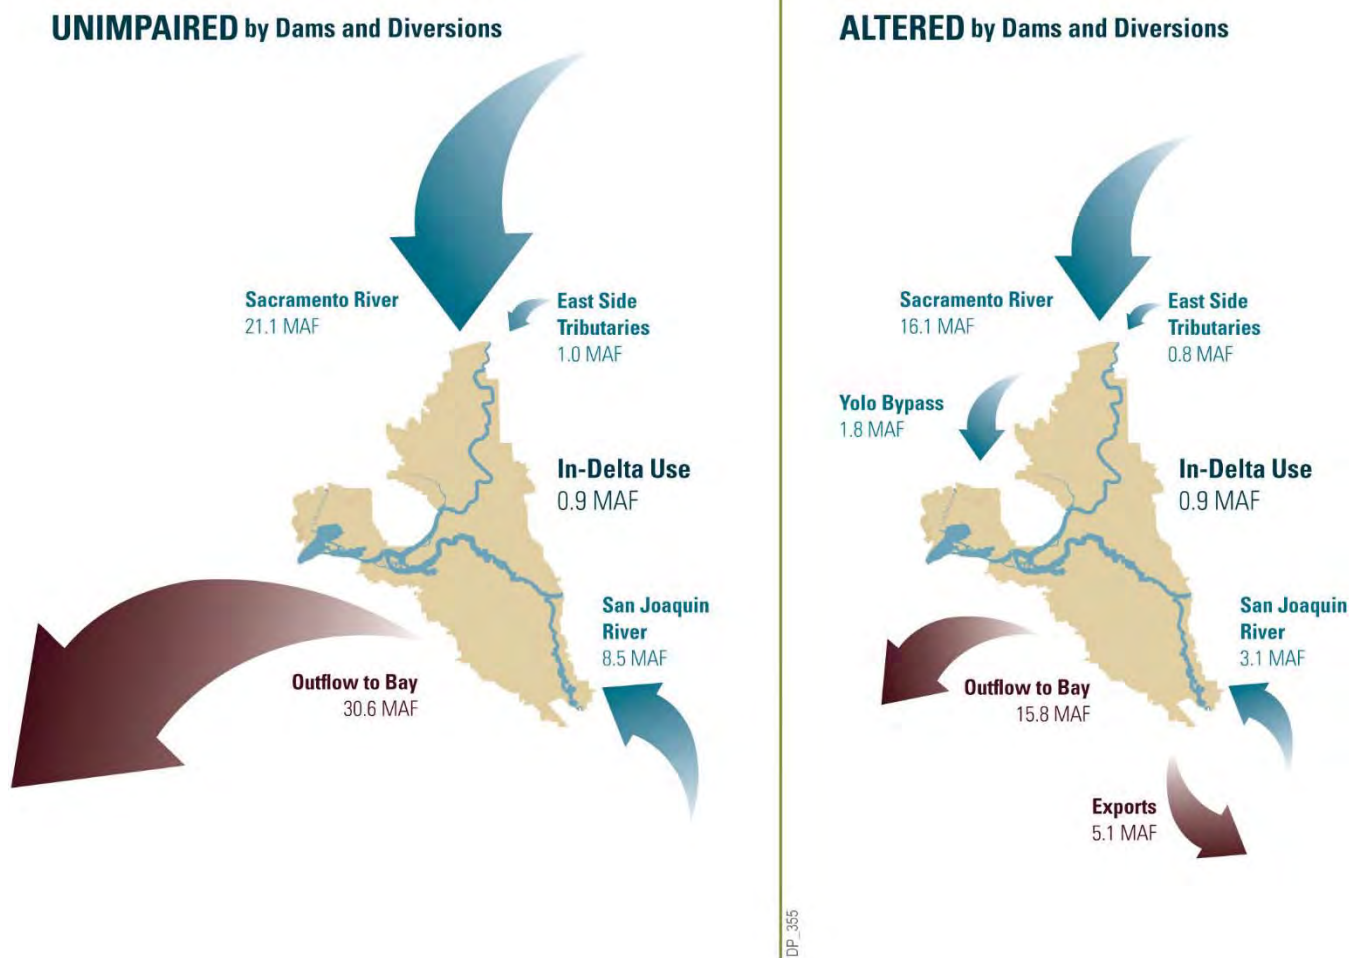 UNIMPAIRED by Dams and Diversions
Sacramento River
21.1 MAF
East Side
Tributaries
1.0 MAF
In-Delta Use
0.9 MAF
San Joaquin
River
8.5 MAF
Outflow to Bay
30.6 MAF
ALTERED by Dams and Diversions
Sacramento River
16.1 MAF
East Side
Tributaries
0.8 MAF
Yolo Bypass
1.8 MAF
In-Delta Use
0.9 MAF
San Joaquin
River
3.1 MAF
Outflow to Bay
15.8 MAF
Exports
5.1 MAF
DP_355